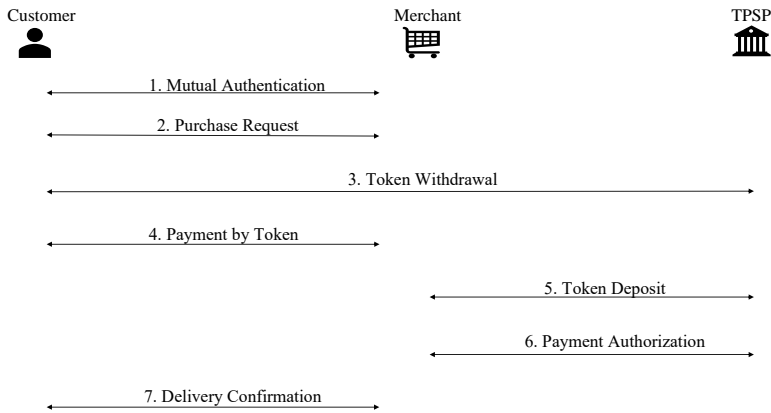 Customer
Merchant
TPSP
1. Mutual Authentication
2. Purchase Request
3. Token Withdrawal
4. Payment by Token
5. Token Deposit
6. Payment Authorization
7. Delivery Confirmation